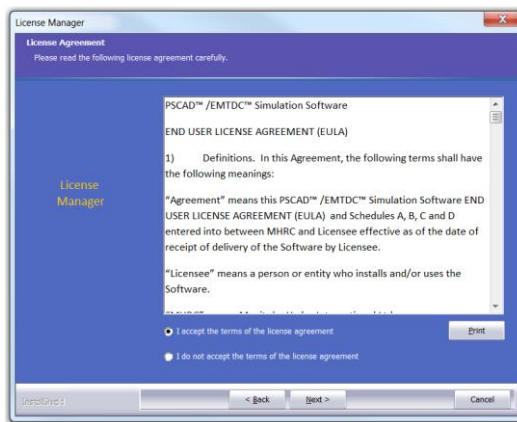 License Manager
License Agreement
Please read the following license agreement carefully.
License
Manager
PSCAD™ /EMTDC™ Simulation Software
END USER LICENSE AGREEMENT (EULA)
1) Definitions. In this Agreement, the following terms shall have
the following meanings:
“Agreement” means this PSCAD™ /EMTDC™ Simulation Software END
USER LICENSE AGREEMENT (EULA) and Schedules A, B, C and D
entered into between MHRC and Licensee effective as of the date of
receipt of delivery of the Software by Licensee.
“Licensee” means a person or entity who installs and/or uses the
Software.
I accept the terms of the license agreement
Print
I do not accept the terms of the license agreement
< Back
Next >
Cancel